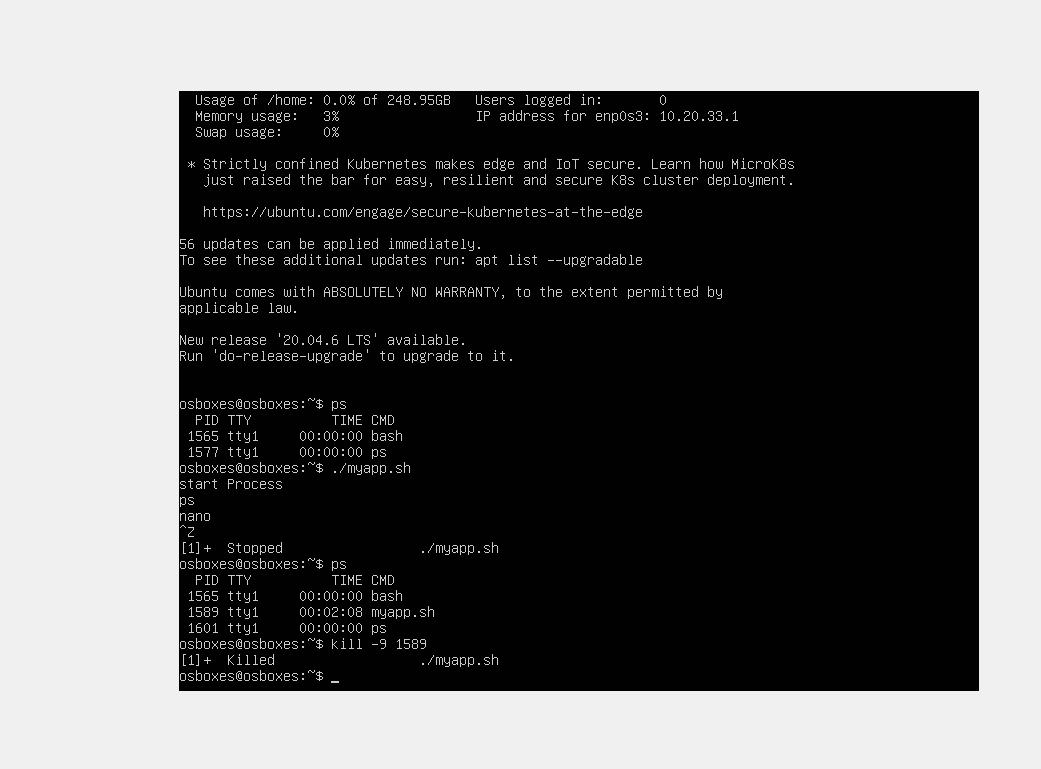 Usage of /home: 0.0% of 248.95GB   Users logged in:       0
Memory usage:   3%                 IP address for enp0s3: 10.20.33.1
Swap usage:     0%
* Strictly confined Kubernetes makes edge and IoT secure. Learn how MicroK8s
just raised the bar for easy, resilient and secure K8s cluster deployment.
https://ubuntu.com/engage/secure-kubernetes-at-the-edge
56 updates can be applied immediately.
To see these additional updates run: apt list --upgradable
Ubuntu comes with ABSOLUTELY NO WARRANTY, to the extent permitted by
applicable law.
New release '20.04.6 LTS' available.
Run 'do-release-upgrade' to upgrade to it.
osboxes@osboxes:~$ ps
  PID TTY          TIME CMD
 1565 tty1     00:00:00 bash
 1577 tty1     00:00:00 ps
osboxes@osboxes:~$ ./myapp.sh
start Process
ps
nano
^Z
[1]+  Stopped                 ./myapp.sh
osboxes@osboxes:~$ ps
  PID TTY          TIME CMD
 1565 tty1     00:00:00 bash
 1589 tty1     00:02:08 myapp.sh
 1601 tty1     00:00:00 ps
osboxes@osboxes:~$ kill -9 1589
[1]+  Killed                  ./myapp.sh
osboxes@osboxes:~$ _